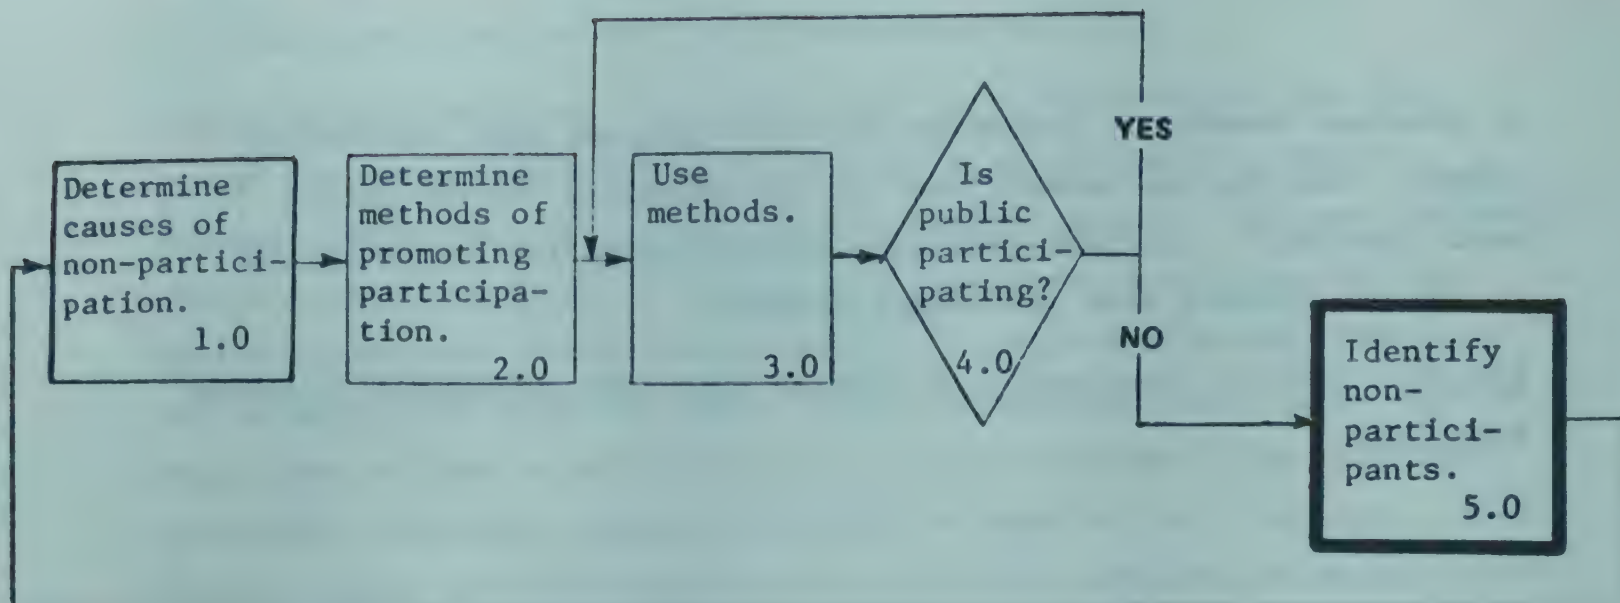 Determine
causes of
non-partici-
pation.
1.0
Determine
methods of
promoting
participa-
tion.
2.0
Use
methods.
3.0
Is
public
partici-
pating?
4.0
YES
NO
Identify
non-
partici-
pants.
5.0